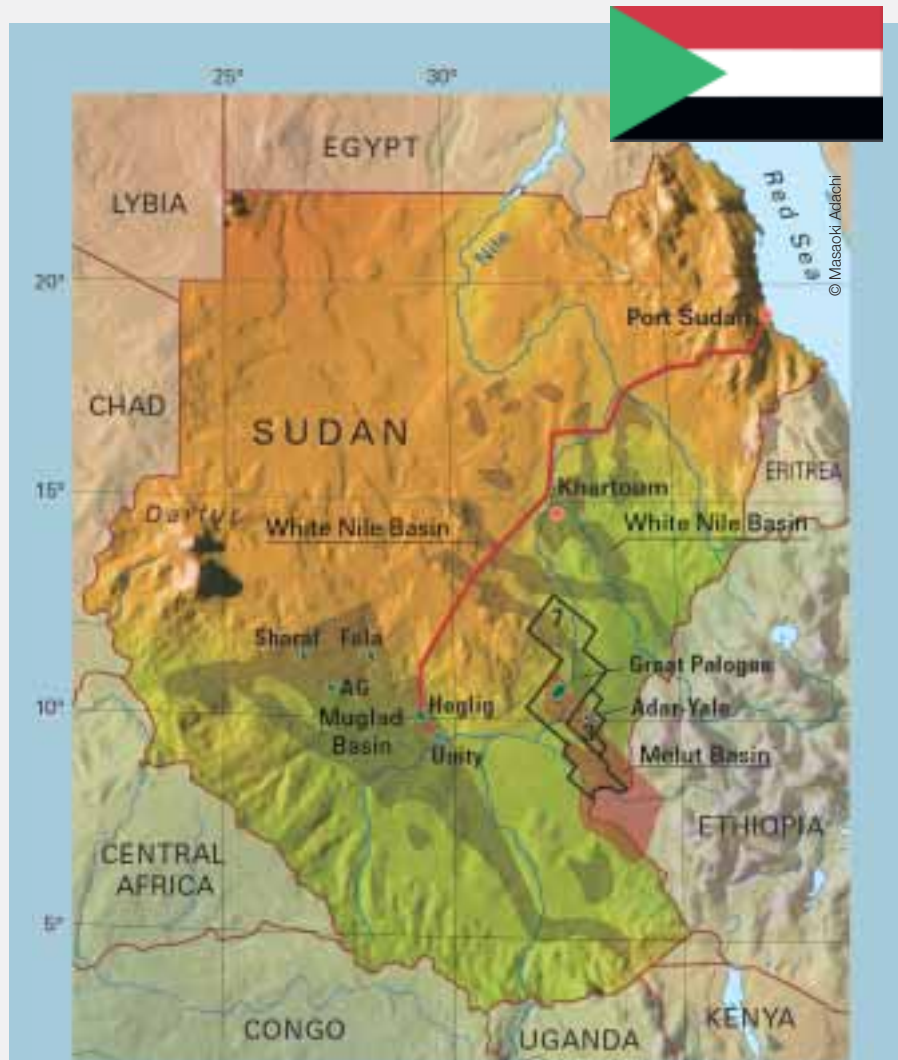 25°
30°
EGYPT
LYBIA
Red Sea
© Masaoki Adachi
Nile
20°
Port Sudan
CHAD
SUDAN
ERITREA
15°
Khartoum
Darfur
White Nile Basin
White Nile Basin
7
Sharaf Fula
Great Palogue
AG
10°
Heglig
Adar-Yale
Muglad
Basin
Unity
Melut Basin
ETHIOPIA
CENTRAL
AFRICA
5°
CONGO
UGANDA
KENYA